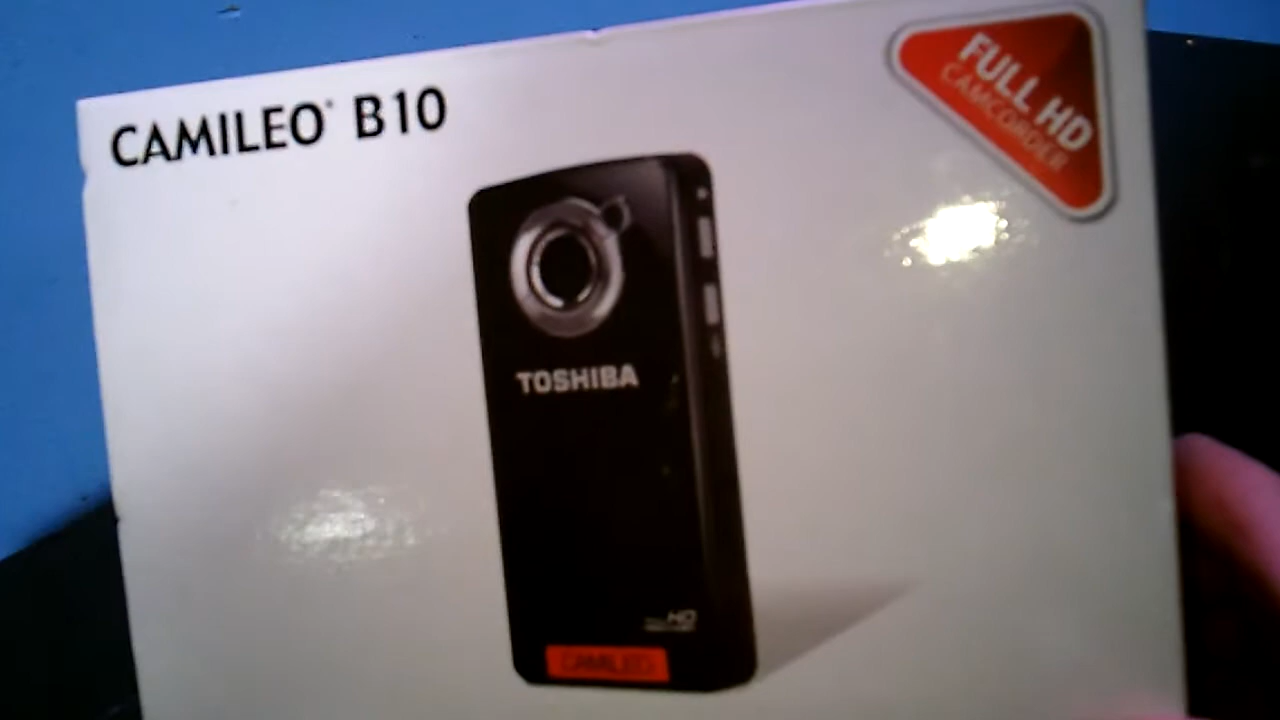 CAMILEO® B10
FULL HD
CAMCORDER
TOSHIBA
HD
CAMILEO